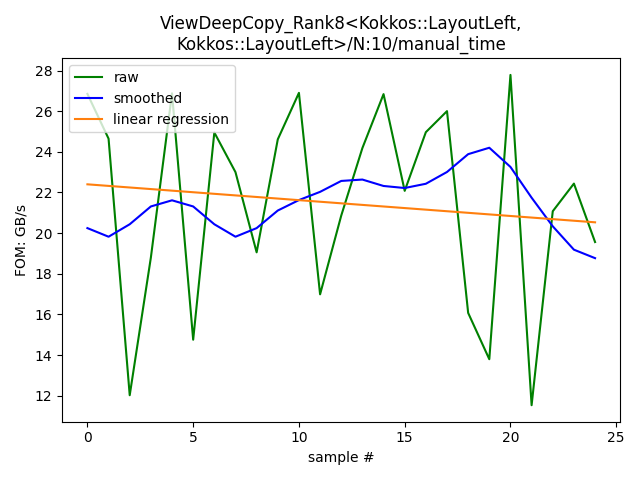 ViewDeepCopy_Rank8<Kokkos::LayoutLeft,
Kokkos::LayoutLeft>/N:10/manual_time
raw
smoothed
linear regression
FOM: GB/s
28
26
24
22
20
18
16
14
12
0 5 10 15 20 25
sample #